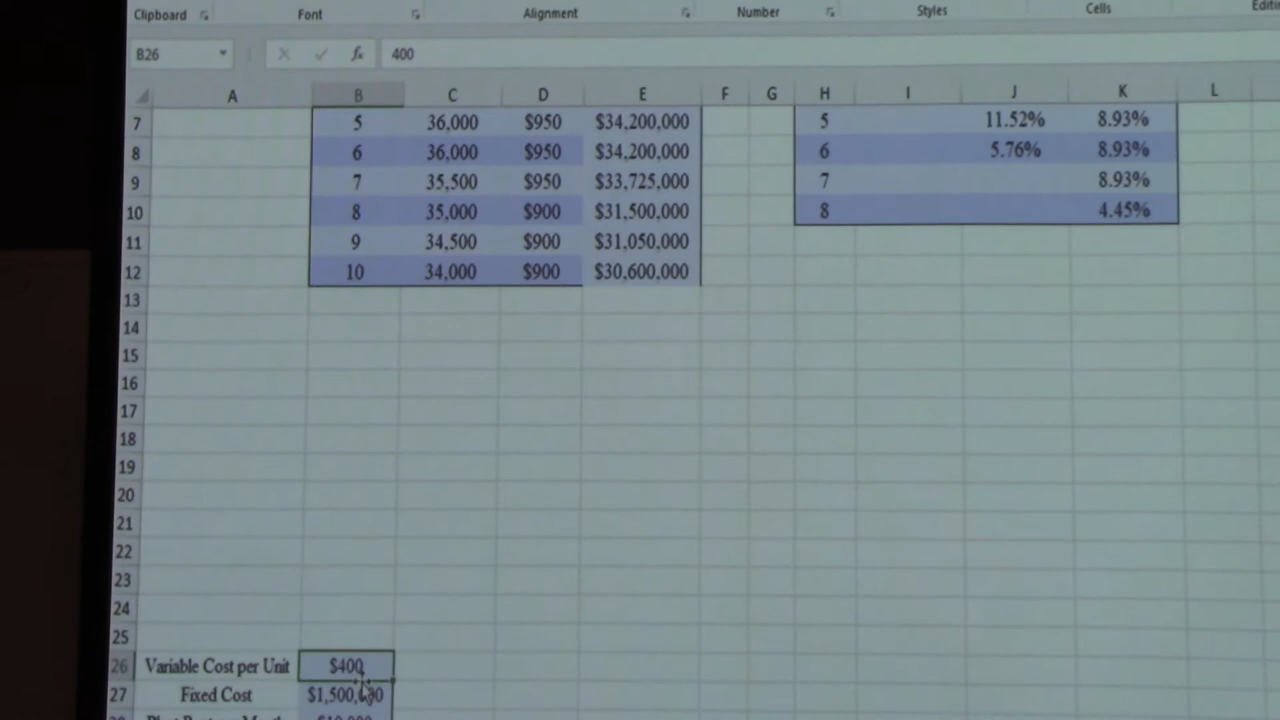 Clipboard Font Alignment Number Styles Cells
B26 fx 400
A B C D E F G H I J K L
7 5 36,000 $950 $34,200,000 5 11.52% 8.93%
8 6 36,000 $950 $34,200,000 6 5.76% 8.93%
9 7 35,500 $950 $33,725,000 7 8.93%
10 8 35,000 $900 $31,500,000 8 4.45%
11 9 34,500 $900 $31,050,000
12 10 34,000 $900 $30,600,000
13
14
15
16
17
18
19
20
21
22
23
24
25
26 Variable Cost per Unit $400
27 Fixed Cost $1,500,000